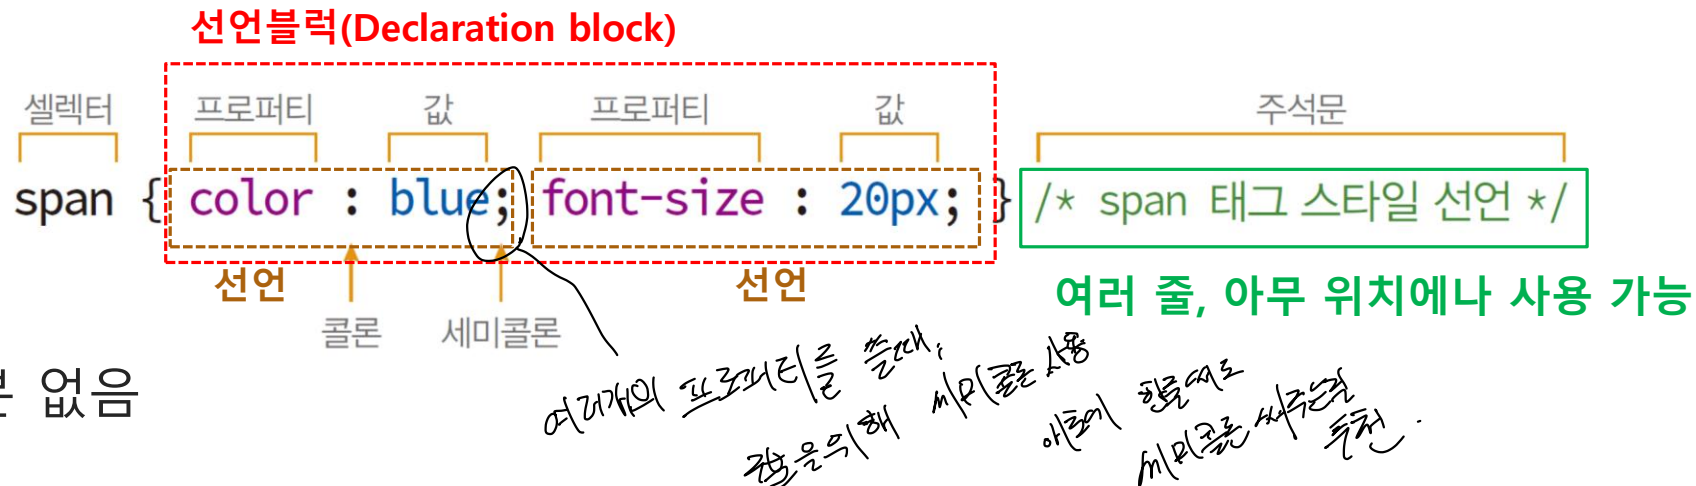 선언블럭(Declaration block)
셀렉터 프로퍼티 값 프로퍼티 값 주석문
span { color : blue; font-size : 20px; } /* span 태그 스타일 선언 */
선언 선언 여러 줄, 아무 위치에나 사용 가능
콜론 세미콜론
없음
여러개의 프로퍼티를 쓸때,
구분을위해 세미콜론 사용
애초에 한줄에도
세미콜론 써주는걸
추천.